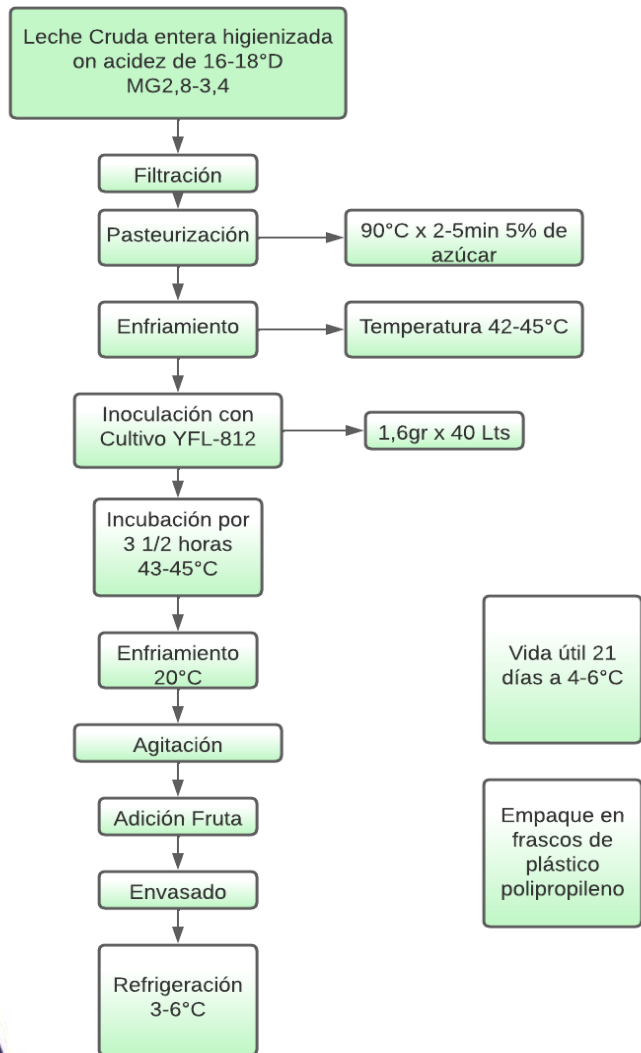 Leche Cruda entera higienizada
on acidez de 16-18°D
MG2,8-3,4
Filtración
Pasteurización
90°C x 2-5min 5% de
azúcar
Enfriamiento
Temperatura 42-45°C
Inoculación con
Cultivo YFL-812
1,6gr x 40 Lts
Incubación por
3 1/2 horas
43-45°C
Enfriamiento
20°C
Vida útil 21
días a 4-6°C
Agitación
Adición Fruta
Empaque en
frascos de
plástico
polipropileno
Envasado
Refrigeración
3-6°C